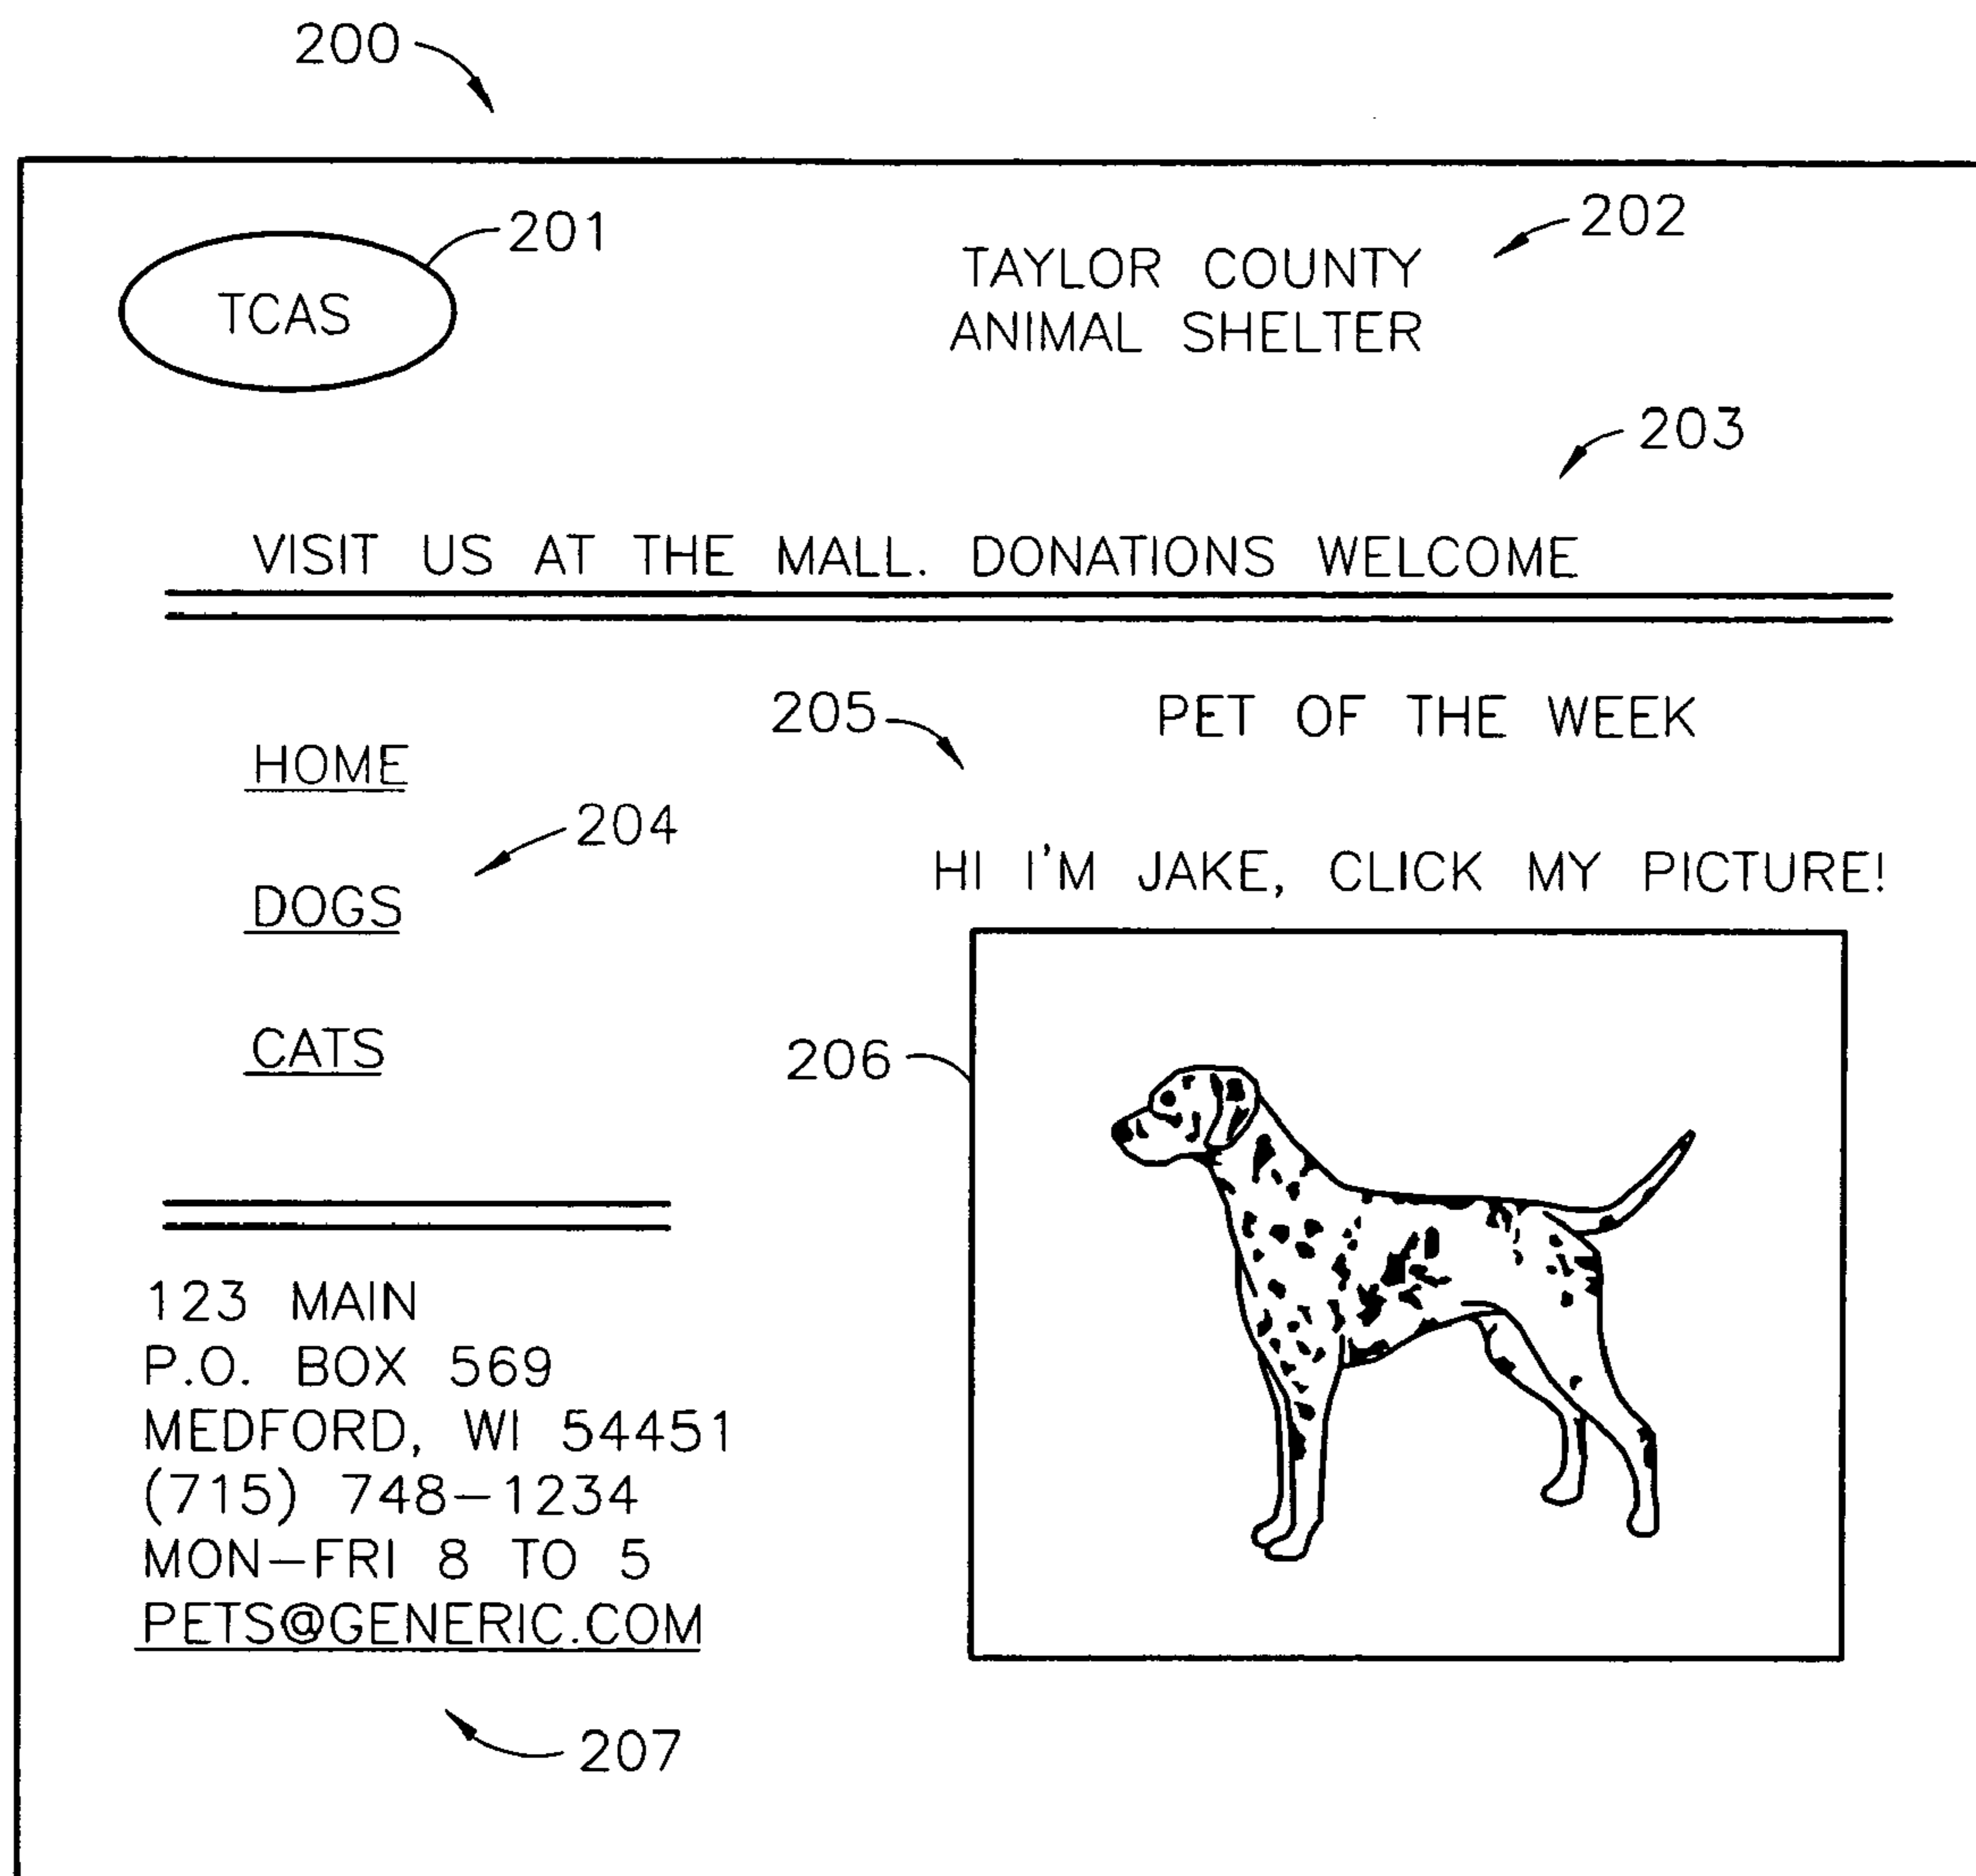 200
201
202
TCAS
TAYLOR COUNTY
ANIMAL SHELTER
203
VISIT US AT THE MALL. DONATIONS WELCOME
205
PET OF THE WEEK
HOME
204
HI I'M JAKE, CLICK MY PICTURE!
DOGS
CATS
206
123 MAIN
P.O. BOX 569
MEDFORD, WI 54451
(715) 748-1234
MON-FRI 8 TO 5
PETS@GENERIC.COM
207